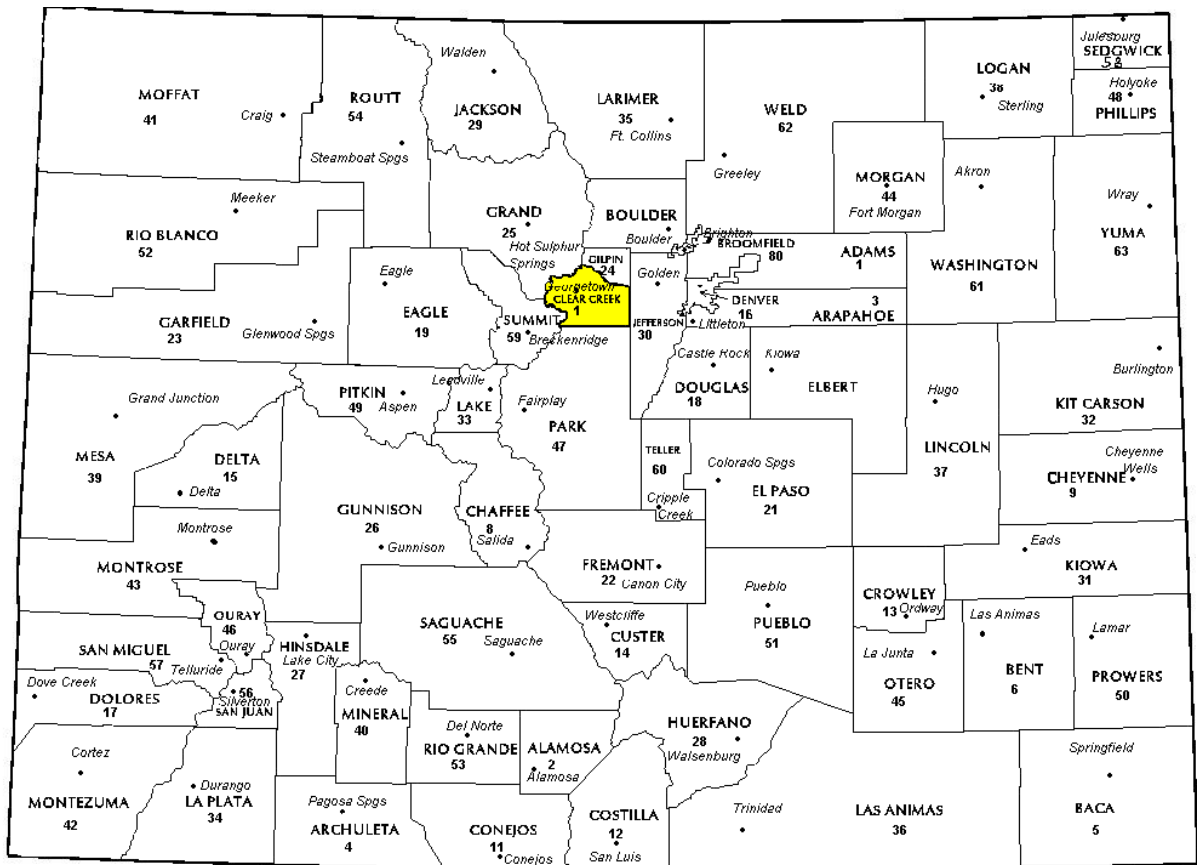 MOFFAT
41
Craig
ROUTT
54
Steamboat Spgs
Walden
JACKSON
29
LARIMER
35
Ft. Collins
WELD
62
Greeley
LOGAN
38
Sterling
Julesburg
SEDGWICK
58
Holyoke
48
PHILLIPS
MORGAN
44
Fort Morgan
Akron
WASHINGTON
61
Wray
YUMA
63
Meeker
RIO BLANCO
52
GRAND
25
Hot Sulphur
Springs
BOULDER
Boulder
Brighton
BROOMFIELD
80
ADAMS
1
GILPIN
24
Georgetown
CLEAR CREEK
1
Golden
JEFFERSON
30
DENVER
16
3
ARAPAHOE
Littleton
GARFIELD
23
Glenwood Spgs
Eagle
EAGLE
19
SUMMIT
59
Breckenridge
Castle Rock
DOUGLAS
18
Kiowa
ELBERT
Hugo
LINCOLN
37
Burlington
KIT CARSON
32
Grand Junction
MESA
39
PITKIN
49
Aspen
Leadville
LAKE
33
Fairplay
PARK
47
DELTA
15
Delta
TELLER
60
Cripple
Creek
Colorado Spgs
EL PASO
21
Cheyenne
Wells
CHEYENNE
9
GUNNISON
26
Gunnison
CHAFFEE
8
Salida
Montrose
MONTROSE
43
FREMONT
22
Canon City
Pueblo
PUEBLO
51
CROWLEY
13
Ordway
Eads
KIOWA
31
OURAY
46
Ouray
SAN MIGUEL
57
Telluride
HINSDALE
Lake City
27
SAGUACHE
55
Saguache
Westcliffe
CUSTER
14
La Junta
OTERO
45
Las Animas
BENT
6
Lamar
PROWERS
50
Dove Creek
DOLORES
17
56
Silverton
SAN JUAN
Creede
MINERAL
40
Del Norte
RIO GRANDE
53
ALAMOSA
2
Alamosa
HUERFANO
28
Walsenburg
Cortez
MONTEZUMA
42
Durango
LA PLATA
34
Pagosa Spgs
ARCHULETA
4
CONEJOS
11
Conejos
COSTILLA
12
San Luis
Trinidad
LAS ANIMAS
36
Springfield
BACA
5